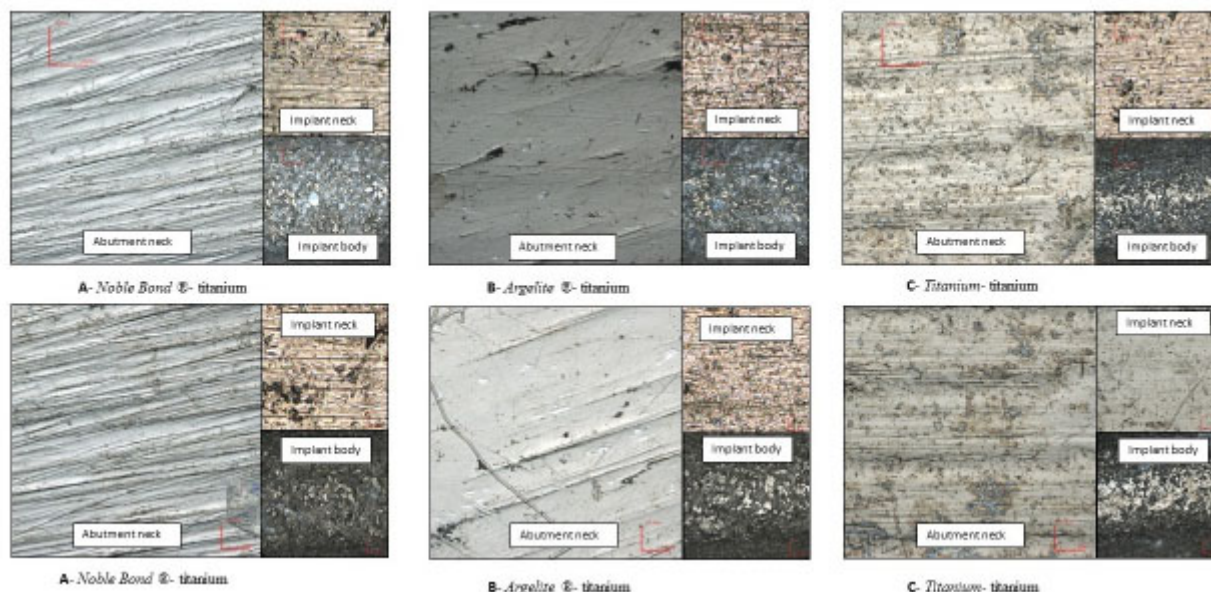 Implant neck
Abutment neck
Implant body
A- Noble Bond ®- titanium
Implant neck
Abutment neck
Implant body
B- Argelite ®- titanium
Implant neck
Abutment neck
Implant body
C- Titanium- titanium
Implant neck
Implant body
Abutment neck
A- Noble Bond ®- titanium
Implant neck
Implant body
Abutment neck
B- Argelite ®- titanium
Implant neck
Implant body
Abutment neck
C- Titanium- titanium